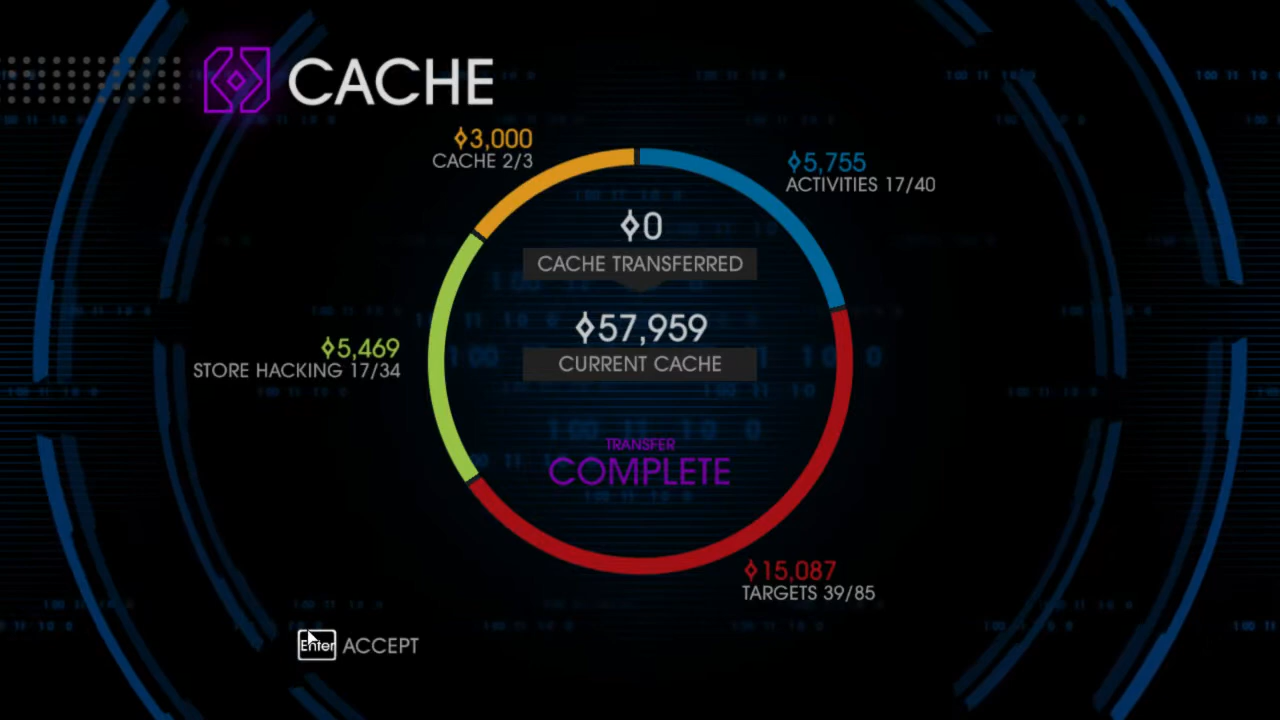 CACHE
3,000
CACHE 2/3
5,755
ACTIVITIES 17/40
0
CACHE TRANSFERRED
57,959
CURRENT CACHE
5,469
STORE HACKING 17/34
TRANSFER
COMPLETE
15,087
TARGETS 39/85
Enter ACCEPT